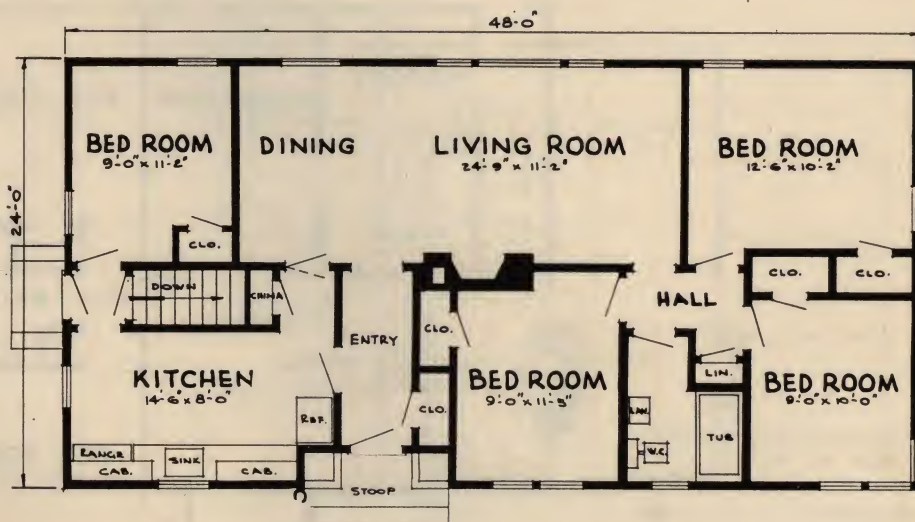 48'-0"
24'-0"
BED ROOM
9'-0" x 11'-2"
DINING
LIVING ROOM
24'-9" x 11'-2"
BED ROOM
12'-6" x 10'-2"
CLO.
DOWN
CHINA
ENTRY
CLO.
HALL
CLO.
CLO.
KITCHEN
14'-6" x 8'-0"
REF.
CLO.
BED ROOM
9'-0" x 11'-5"
LIN.
BED ROOM
9'-0" x 10'-0"
LAV.
W.C.
TUB
RANGE
CAB.
SINK
CAB.
STOOP